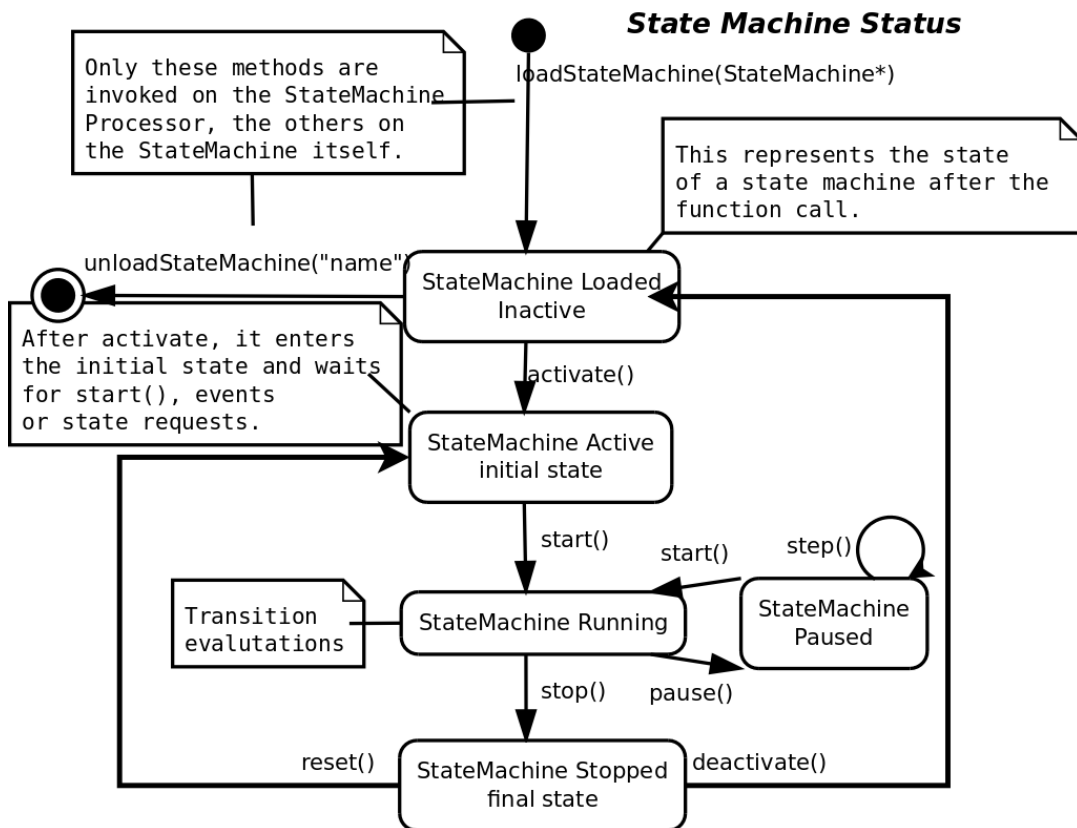 State Machine Status
Only these methods are
invoked on the StateMachine
Processor, the others on
the StateMachine itself.
loadStateMachine(StateMachine*)
This represents the state
of a state machine after the
function call.
unloadStateMachine("name")
StateMachine Loaded
Inactive
After activate, it enters
the initial state and waits
for start(), events
or state requests.
activate()
StateMachine Active
initial state
start()
start()
step()
Transition
evalutations
StateMachine Running
StateMachine
Paused
stop()
pause()
reset()
StateMachine Stopped
final state
deactivate()